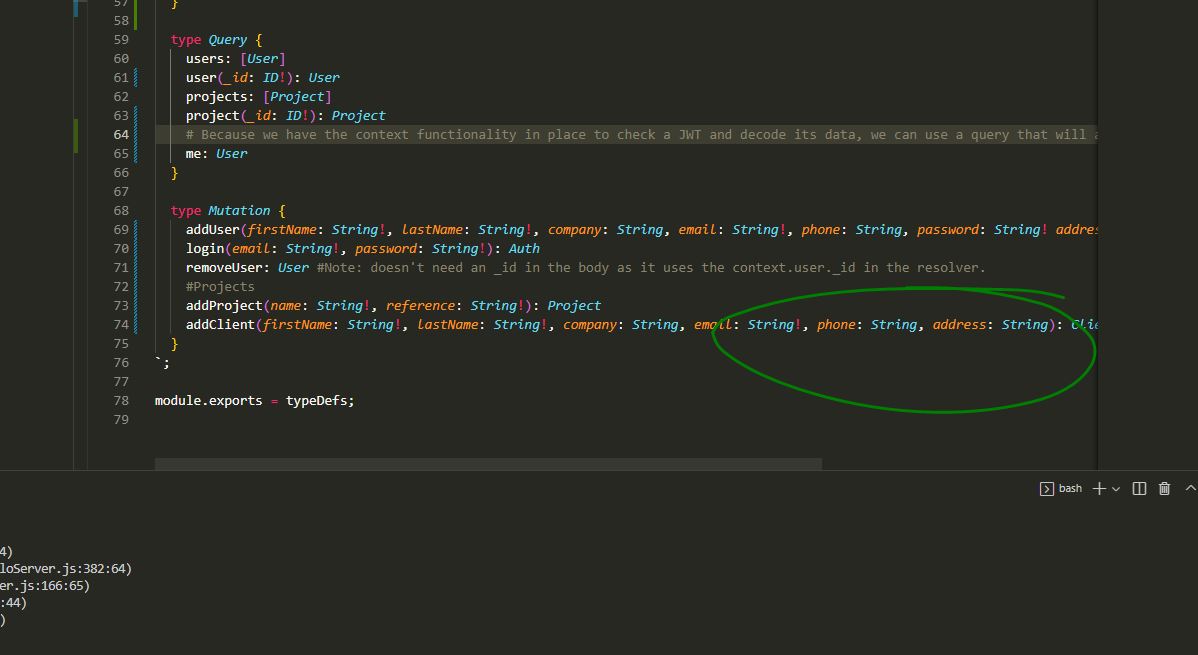 57 }
58
59 type Query {
60 users: [User]
61 user(_id: ID!): User
62 projects: [Project]
63 project(_id: ID!): Project
64 # Because we have the context functionality in place to check a JWT and decode its data, we can use a query that will a
65 me: User
66 }
67
68 type Mutation {
69 addUser(firstName: String!, lastName: String!, company: String, email: String!, phone: String, password: String! addres
70 login(email: String!, password: String!): Auth
71 removeUser: User #Note: doesn't need an _id in the body as it uses the context.user._id in the resolver.
72 #Projects
73 addProject(name: String!, reference: String!): Project
74 addClient(firstName: String!, lastName: String!, company: String, email: String!, phone: String, address: String): Clie
75 }
76 `;
77
78 module.exports = typeDefs;
79
bash
4)
loServer.js:382:64)
er.js:166:65)
:44)
)